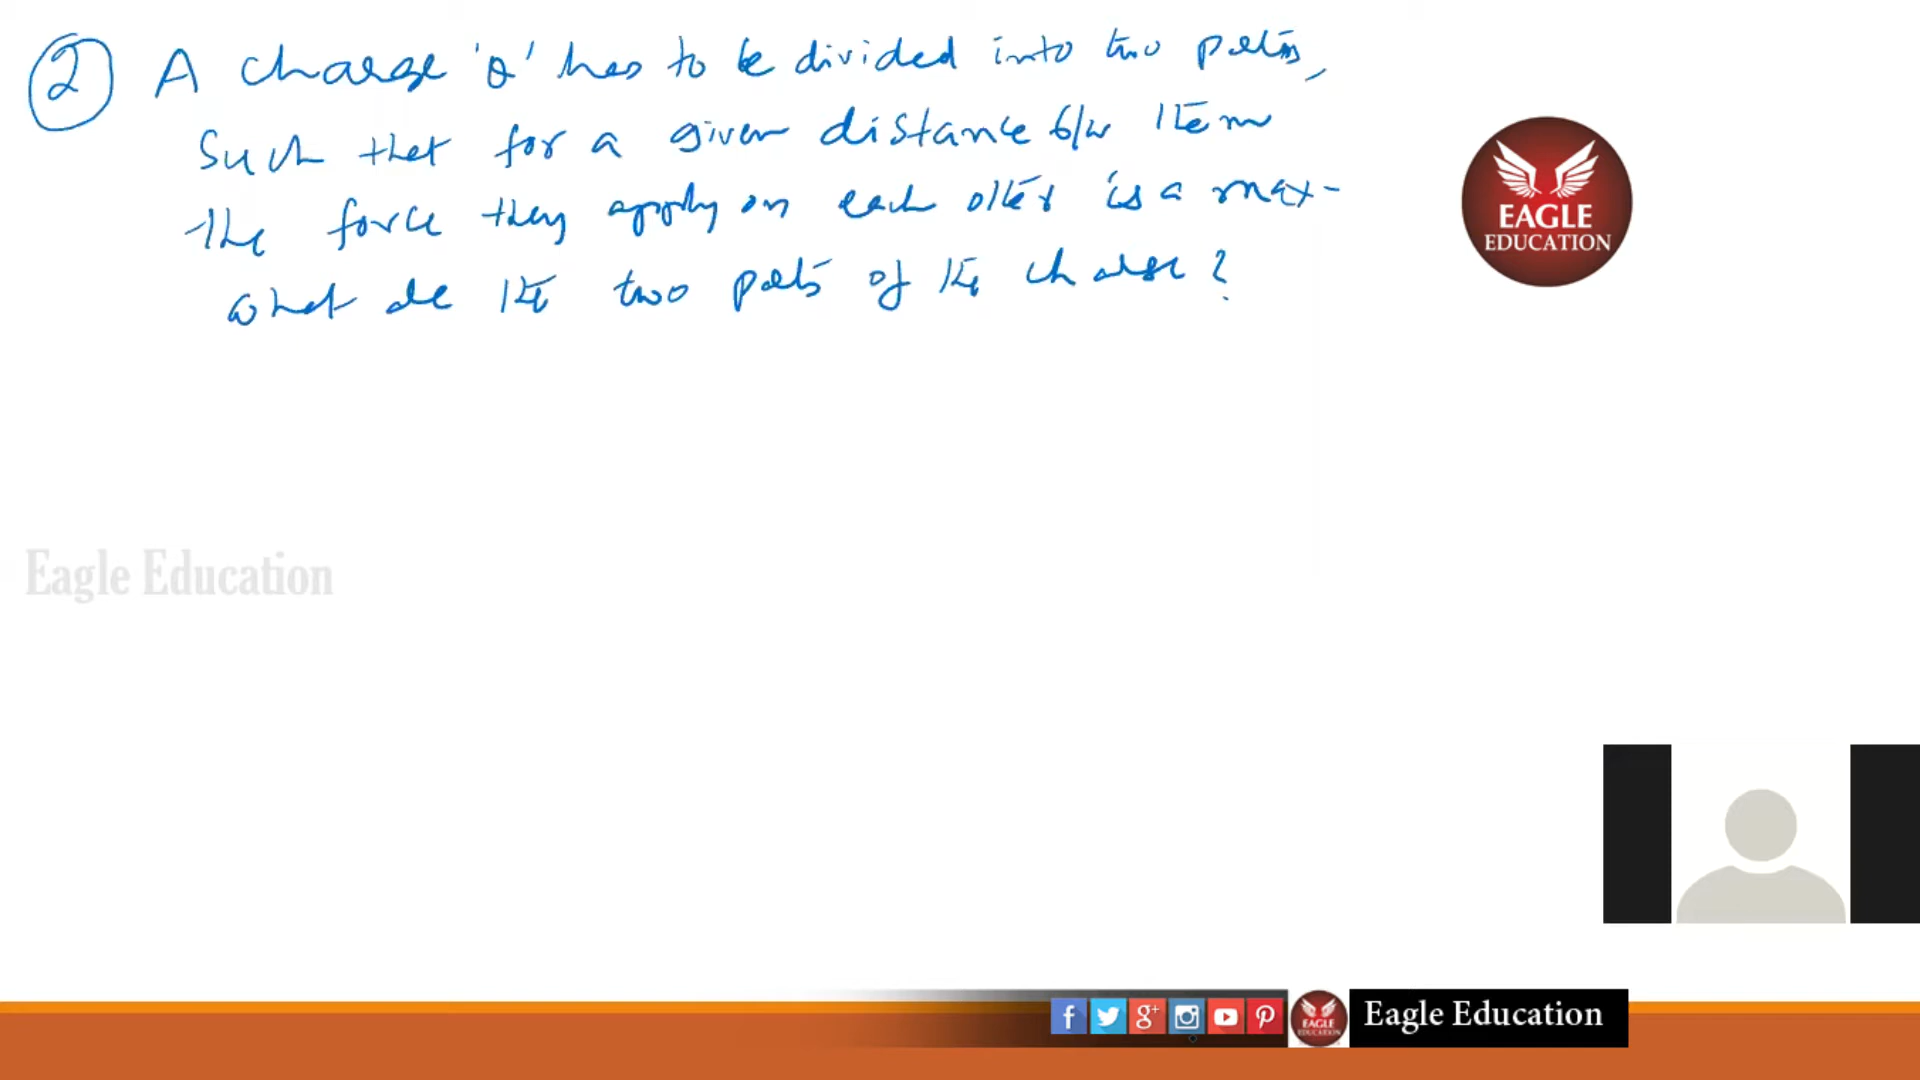 ② A charge 'Q' has to be divided into two parts,
Such that for a given distance b/w them
the force they apply on each other is a max-
what are the two parts of the charge?
EAGLE
EDUCATION
Eagle Education
EAGLE
EDUCATION
Eagle Education